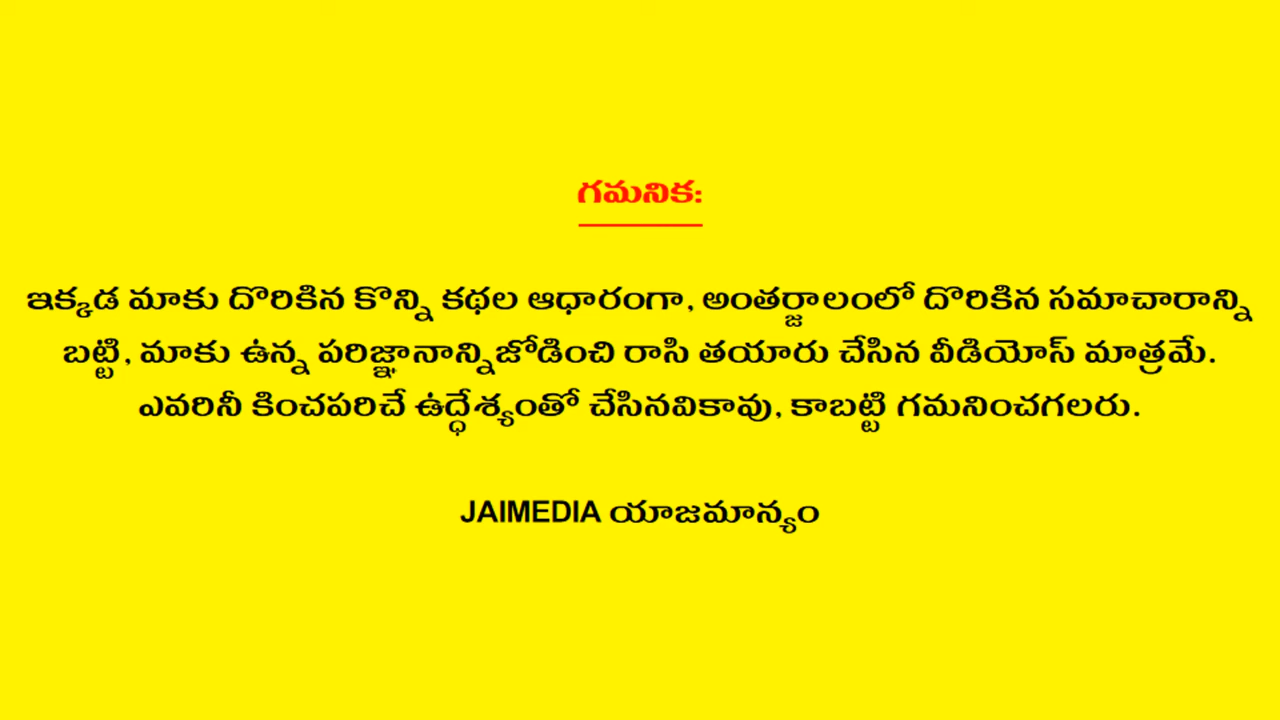 గమనిక:
ఇక్కడ మాకు దొరికిన కొన్ని కథల ఆధారంగా, అంతర్జాలంలో దొరికిన సమాచారాన్ని
బట్టి, మాకు ఉన్న పరిజ్ఞానాన్నిజోడించి రాసి తయారు చేసిన వీడియోస్ మాత్రమే.
ఎవరినీ కించపరిచే ఉద్ధేశ్యంతో చేసినవికావు, కాబట్టి గమనించగలరు.
JAIMEDIA యాజమాన్యం